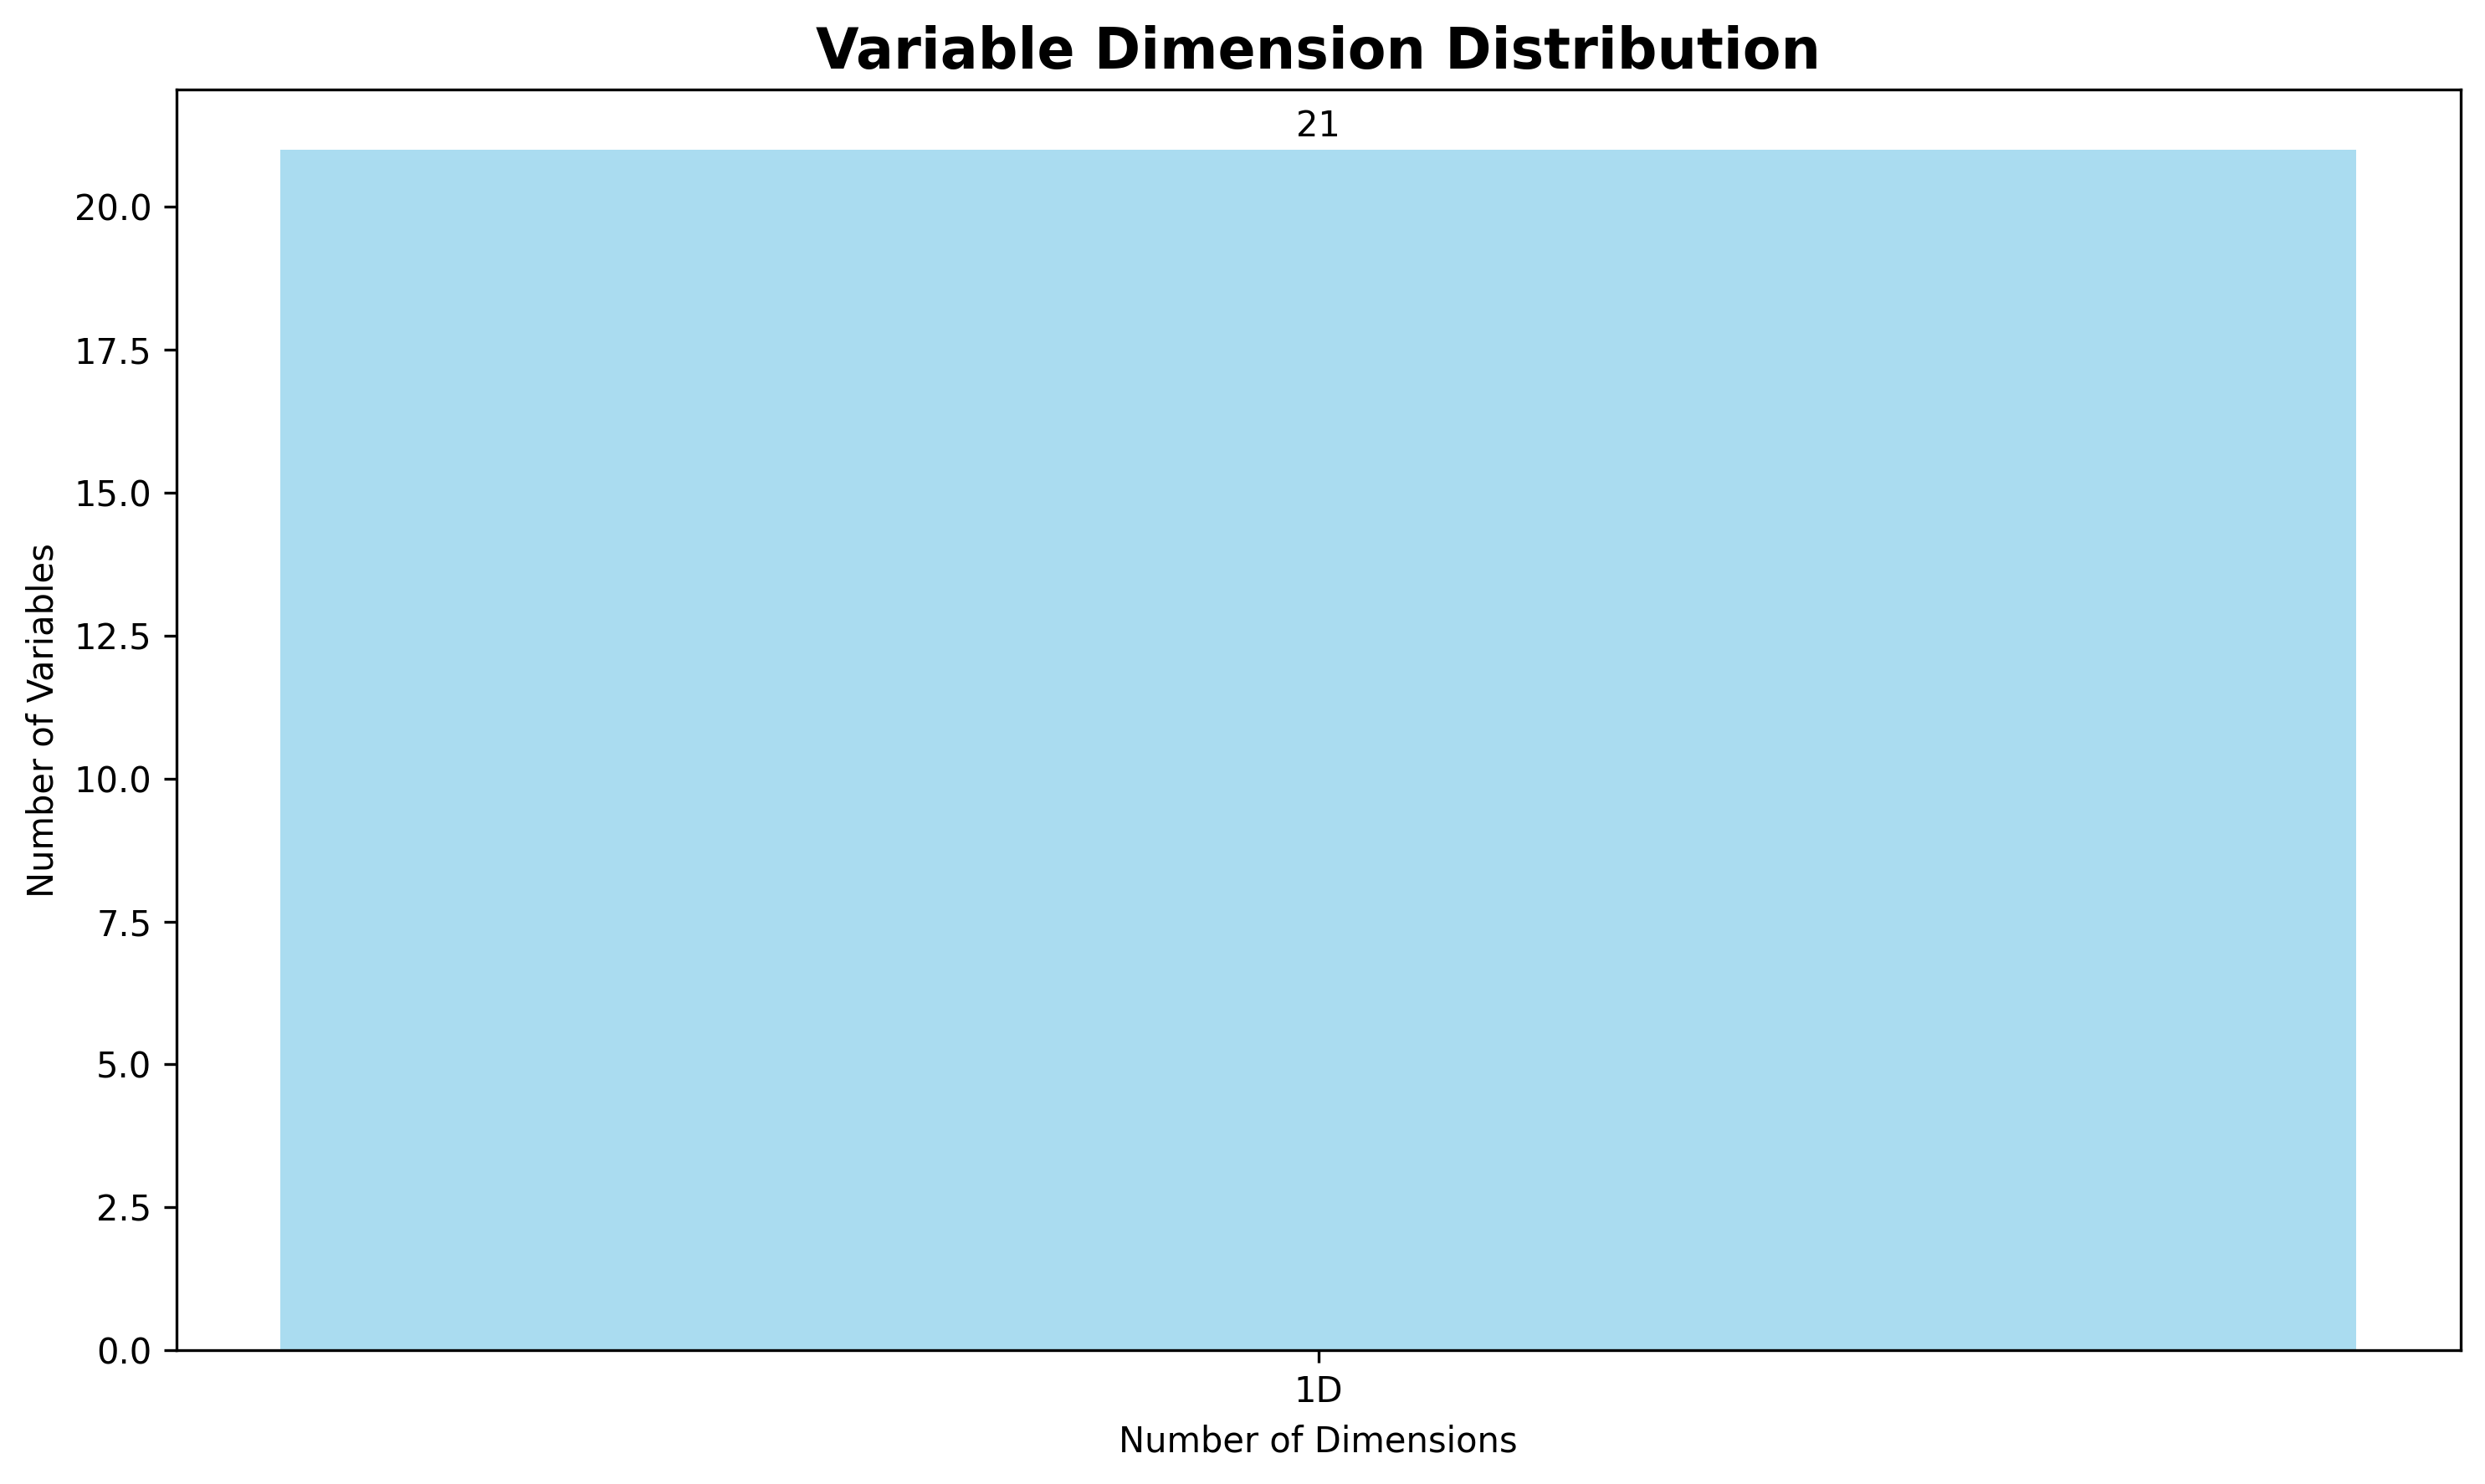 Variable Dimension Distribution
21
20.0
17.5
15.0
12.5
10.0
7.5
5.0
2.5
0.0
Number of Variables
1D
Number of Dimensions